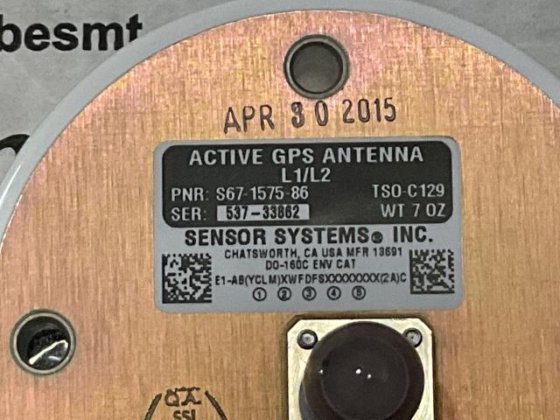 besmt
APR 30 2015
ACTIVE GPS ANTENNA
L1/L2
PNR: S67-1575-86 TSO-C129
SER: 537-33862 WT 7 OZ
SENSOR SYSTEMS® INC.
CHATSWORTH, CA USA MFR 13691
DO-160C ENV CAT
E1-AB(YCLM)XWFDFSXXXXXXXX(2A)C
① ② ③ ④ ⑤
Q.A.
SSI